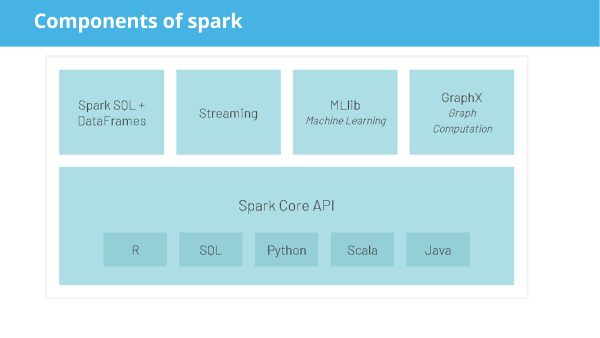 Components of spark
Spark SQL +
DataFrames
Streaming
MLlib
Machine Learning
GraphX
Graph
Computation
Spark Core API
R
SQL
Python
Scala
Java